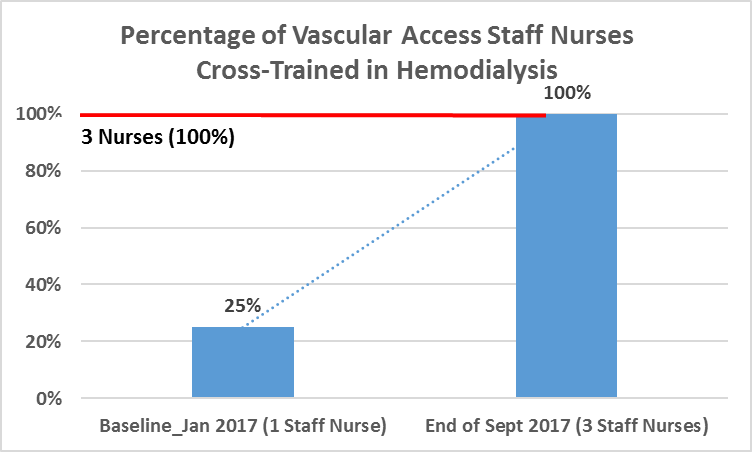 Percentage of Vascular Access Staff Nurses
Cross-Trained in Hemodialysis
100%
100%
3 Nurses (100%)
80%
60%
40%
25%
20%
0%
Baseline_Jan 2017 (1 Staff Nurse)
End of Sept 2017 (3 Staff Nurses)